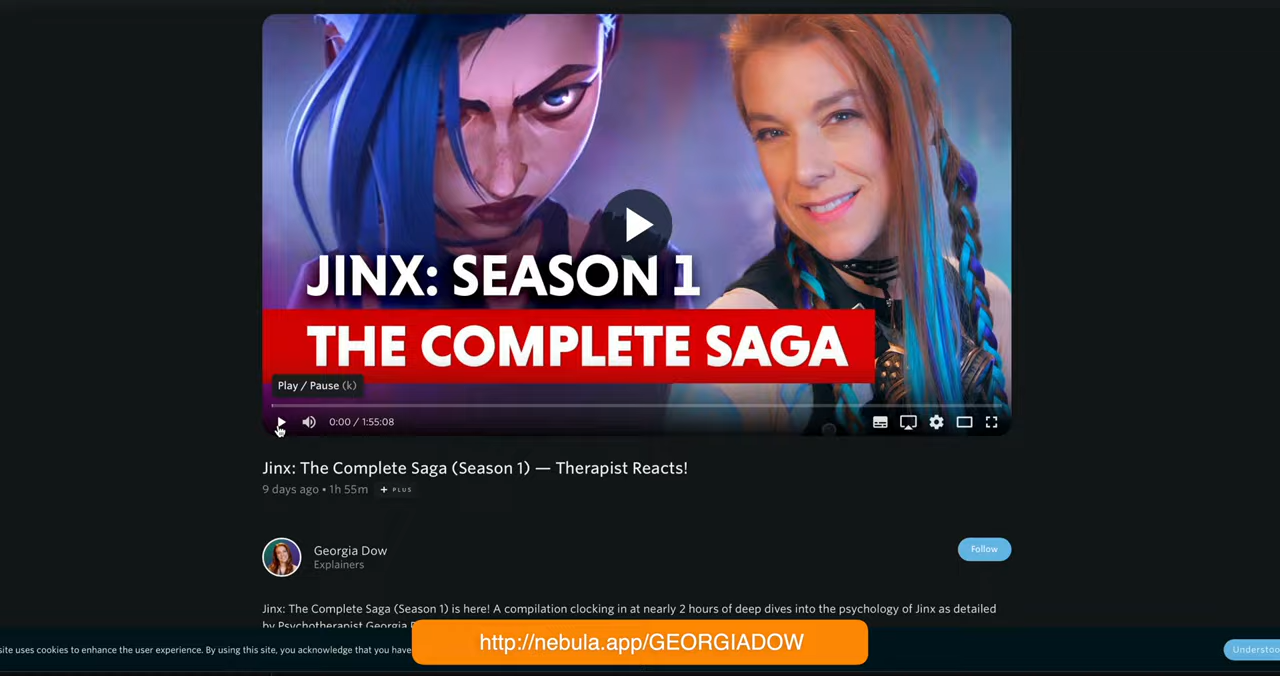 JINX: SEASON 1
THE COMPLETE SAGA
Play / Pause (k)
0:00 / 1:55:08
Jinx: The Complete Saga (Season 1) — Therapist Reacts!
9 days ago • 1h 55m + PLUS
Georgia Dow
Explainers
Follow
Jinx: The Complete Saga (Season 1) is here! A compilation clocking in at nearly 2 hours of deep dives into the psychology of Jinx as detailed
by Psychotherapist Georgia
http://nebula.app/GEORGIADOW
site uses cookies to enhance the user experience. By using this site, you acknowledge that you have